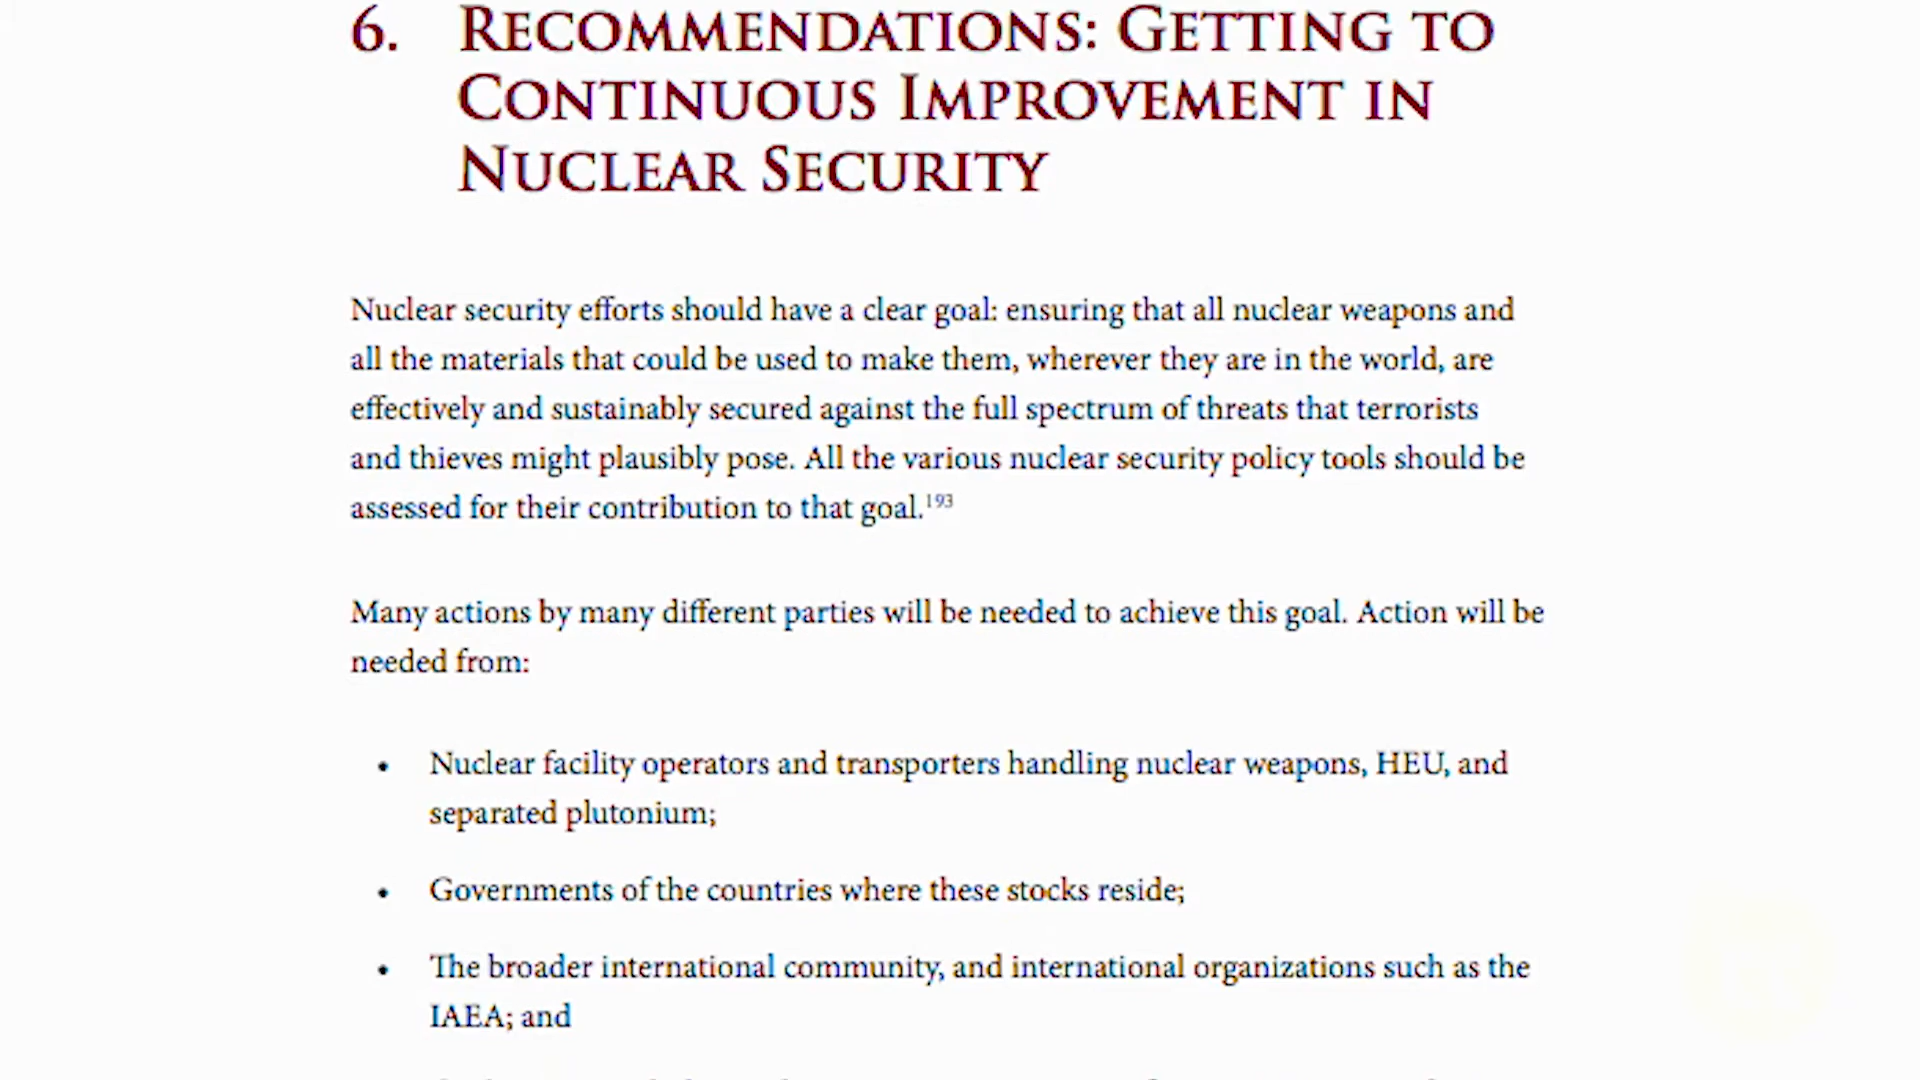 6. RECOMMENDATIONS: GETTING TO
CONTINUOUS IMPROVEMENT IN
NUCLEAR SECURITY
Nuclear security efforts should have a clear goal: ensuring that all nuclear weapons and
all the materials that could be used to make them, wherever they are in the world, are
effectively and sustainably secured against the full spectrum of threats that terrorists
and thieves might plausibly pose. All the various nuclear security policy tools should be
assessed for their contribution to that goal.193
Many actions by many different parties will be needed to achieve this goal. Action will be
needed from:
• Nuclear facility operators and transporters handling nuclear weapons, HEU, and
separated plutonium;
• Governments of the countries where these stocks reside;
• The broader international community, and international organizations such as the
IAEA; and